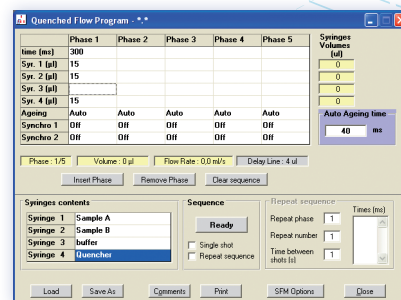 Quenched Flow Program - *.*
Phase 1 Phase 2 Phase 3 Phase 4 Phase 5
time (ms) 300
Syr. 1 (µl) 15
Syr. 2 (µl) 15
Syr. 3 (µl)
Syr. 4 (µl) 15
Ageing Auto Auto Auto Auto Auto
Synchro 1 Off Off Off Off Off
Synchro 2 Off Off Off Off Off
Syringes
Volumes
(ul)
0
0
0
0
Auto Ageing time
40 ms
Phase : 1/5 Volume : 0 µl Flow Rate : 0,0 ml/s Delay Line : 4 ul
Insert Phase Remove Phase Clear sequence
Syringes contents
Syringe 1 Sample A
Syringe 2 Sample B
Syringe 3 buffer
Syringe 4 Quencher
Sequence
Ready
Single shot
Repeat sequence
Repeat sequence
Repeat phase 1
Repeat number 1
Time between
shots (s) 1
Times (ms)
Load Save As Comments Print SFM Options Close